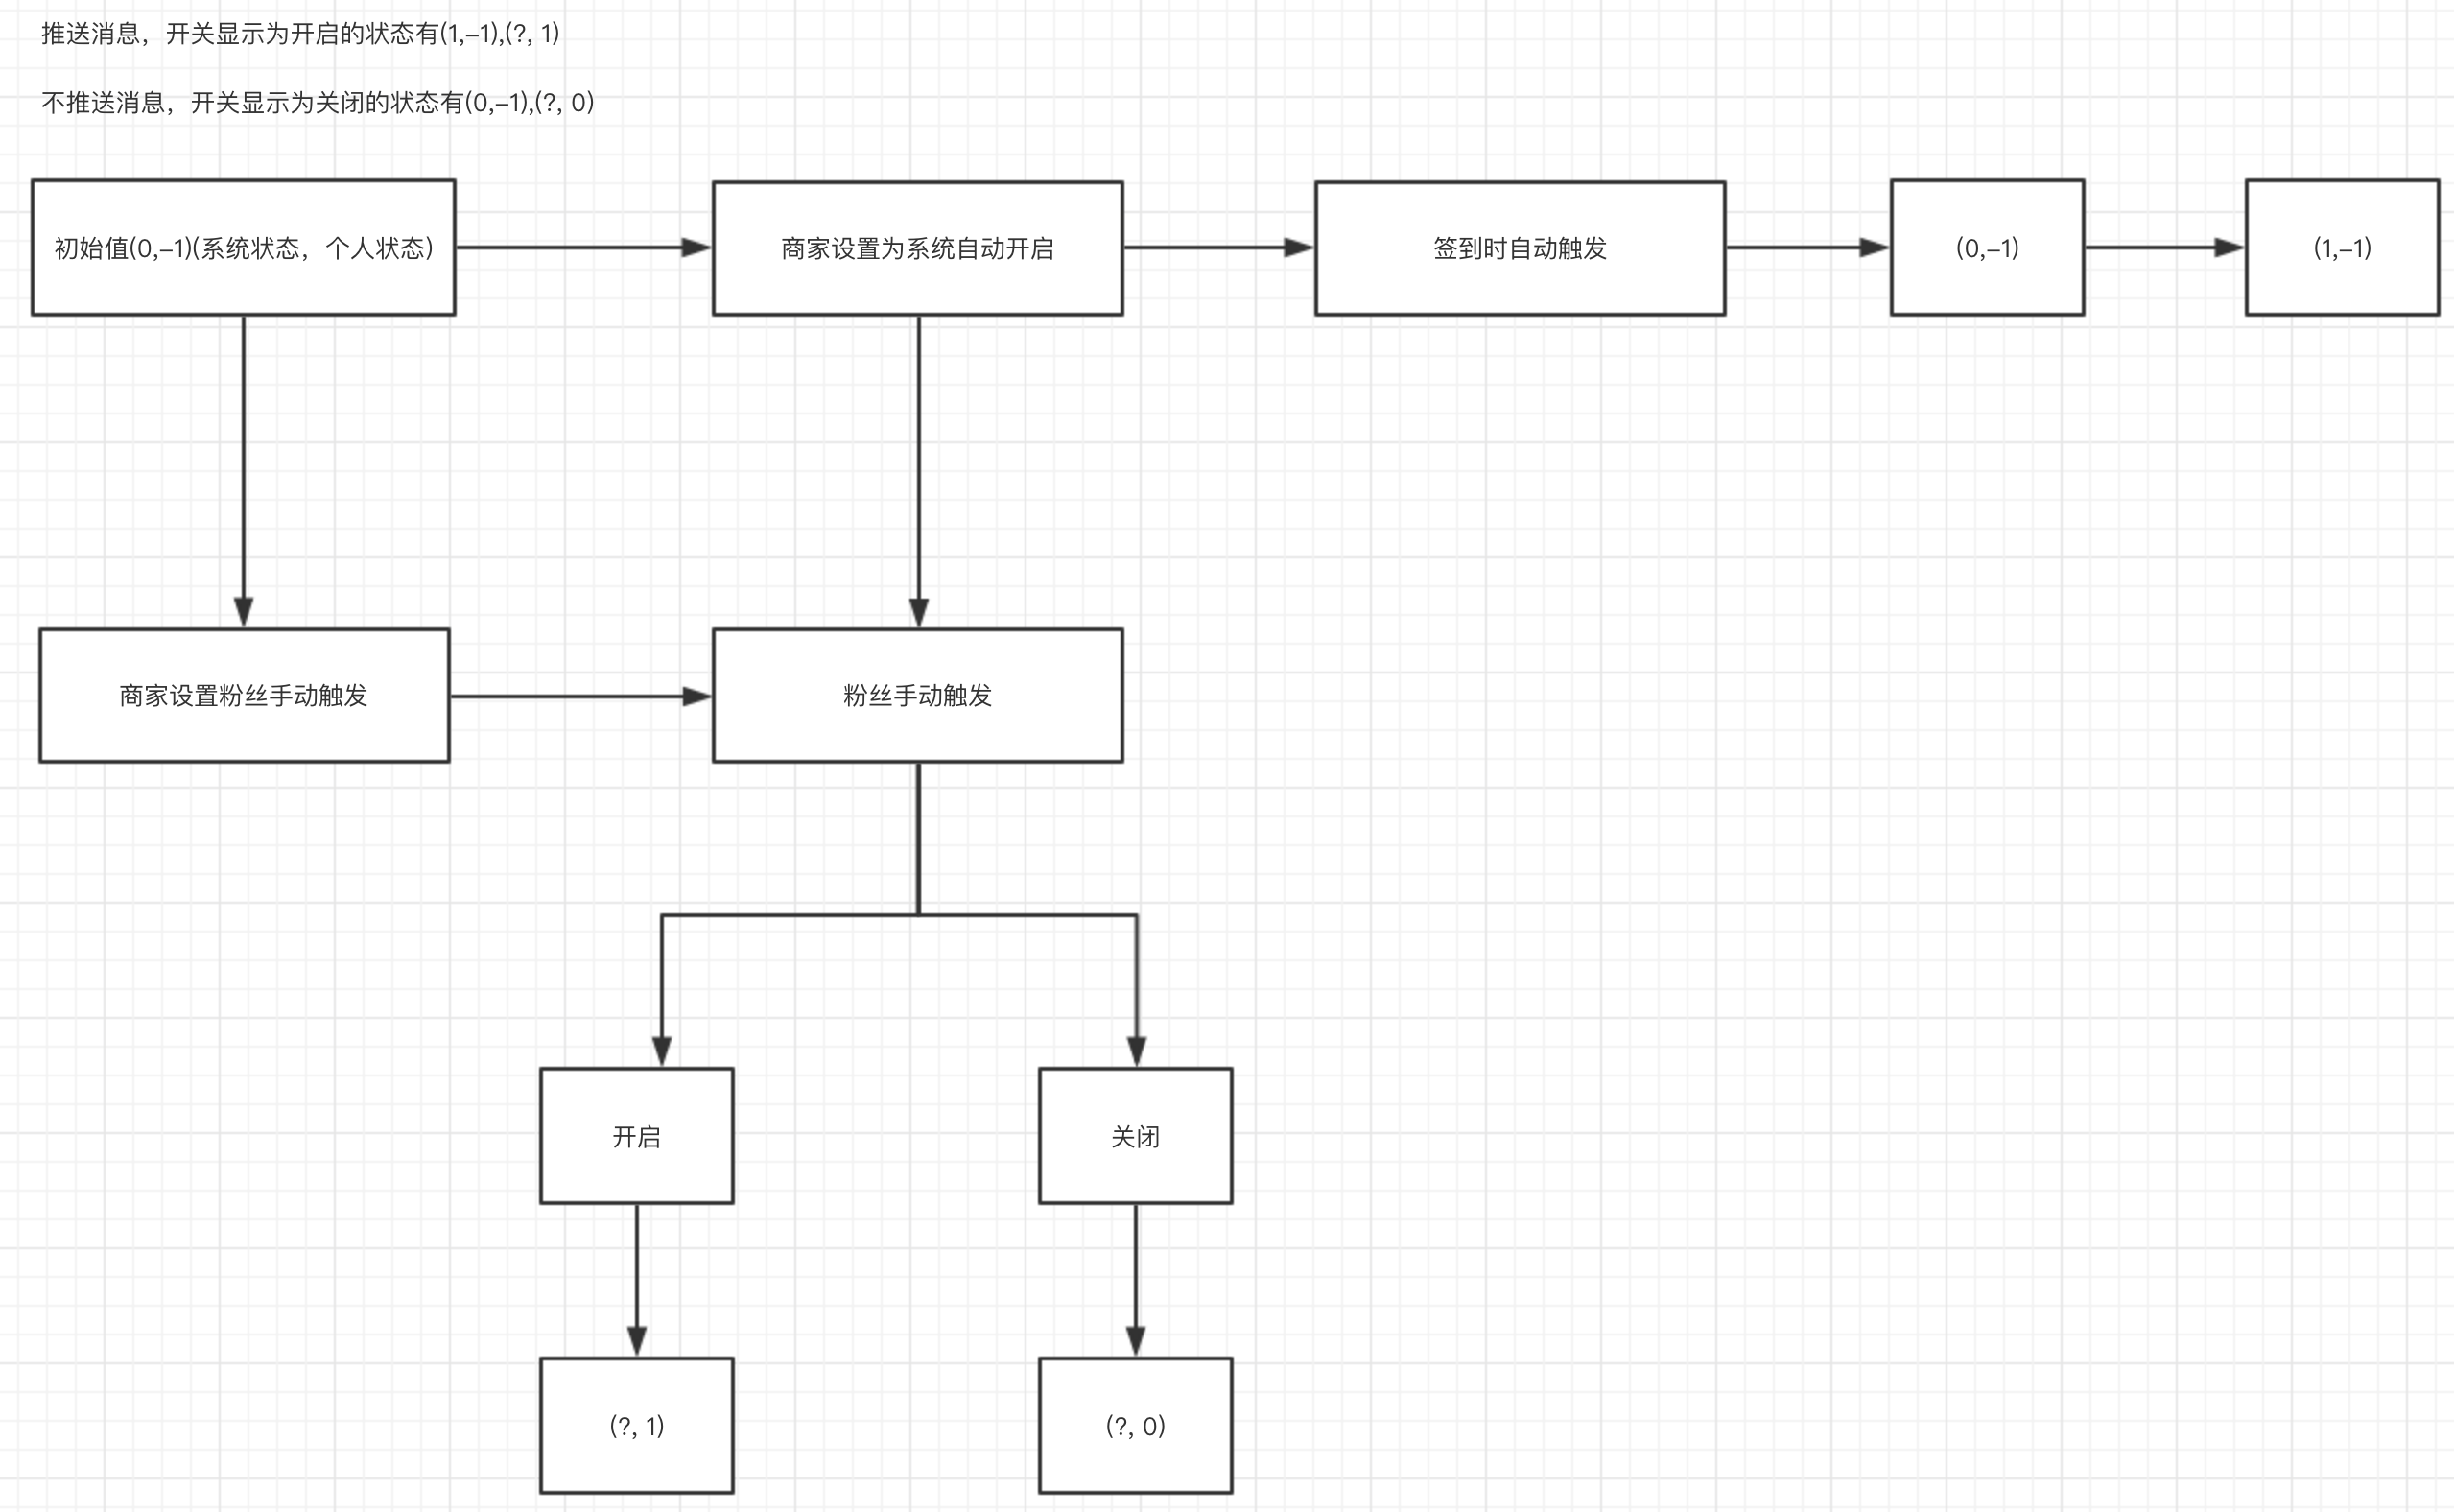 推送消息，开关显示为开启的状态有(1,–1),(?, 1)
不推送消息，开关显示为关闭的状态有(0,–1),(?, 0)
初始值(0,–1)(系统状态，个人状态)
商家设置为系统自动开启
签到时自动触发
(0,–1)
(1,–1)
商家设置粉丝手动触发
粉丝手动触发
开启
关闭
(?, 1)
(?, 0)